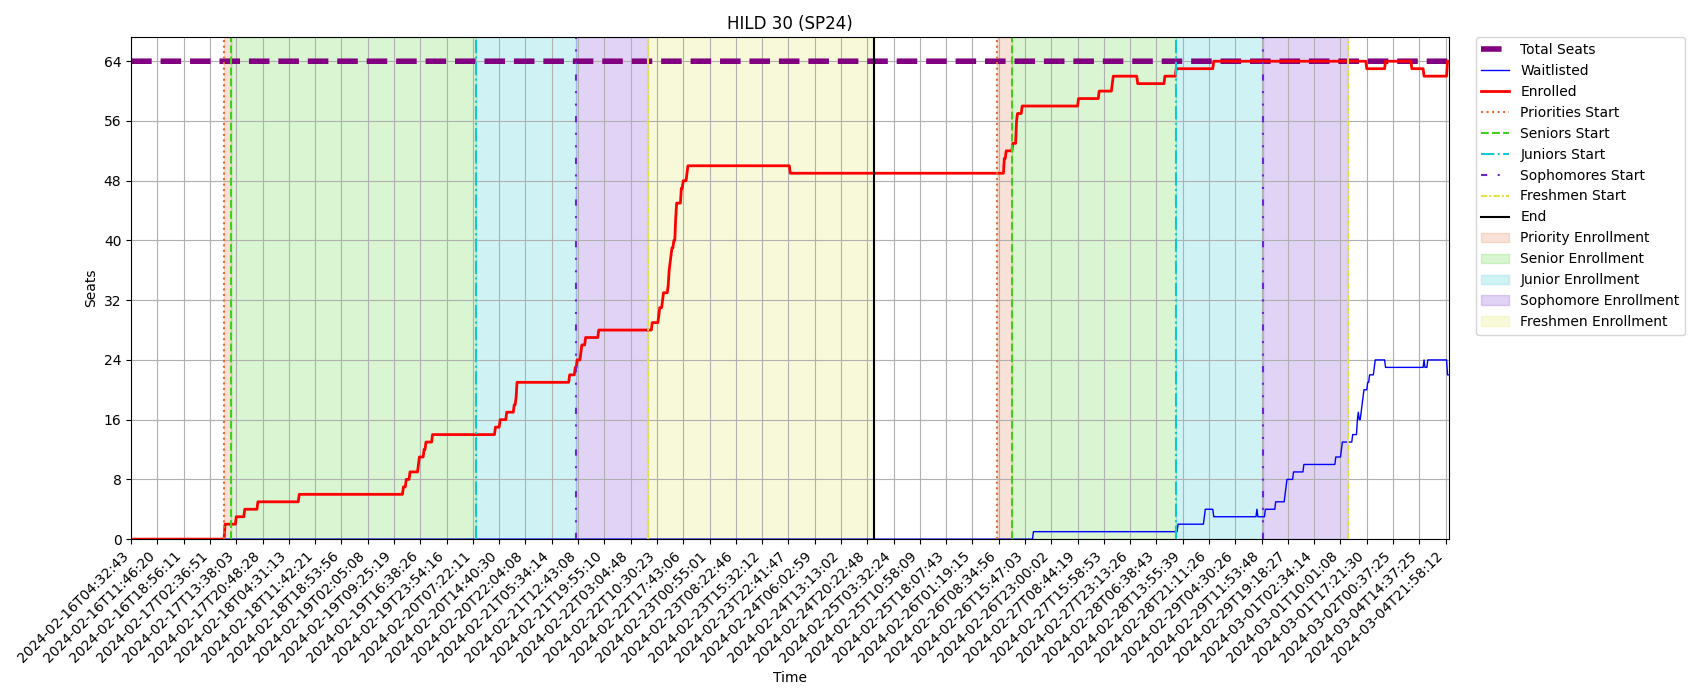 HILD 30 (SP24)
Seats
64
56
48
40
32
24
16
8
0
2024-02-16T04:32:43
2024-02-16T11:46:20
2024-02-16T18:56:11
2024-02-17T02:36:51
2024-02-17T13:38:03
2024-02-17T20:48:28
2024-02-18T04:31:13
2024-02-18T11:42:21
2024-02-18T18:53:56
2024-02-19T02:05:08
2024-02-19T09:25:19
2024-02-19T16:38:26
2024-02-19T23:54:16
2024-02-20T07:22:11
2024-02-20T14:40:30
2024-02-20T22:04:08
2024-02-21T05:34:14
2024-02-21T12:43:08
2024-02-21T19:55:10
2024-02-22T03:04:48
2024-02-22T10:30:23
2024-02-22T17:43:06
2024-02-23T00:55:01
2024-02-23T08:22:46
2024-02-23T15:32:12
2024-02-23T22:41:47
2024-02-24T06:02:59
2024-02-24T13:13:02
2024-02-24T20:22:48
2024-02-25T03:32:24
2024-02-25T10:58:09
2024-02-25T18:07:43
2024-02-26T01:19:15
2024-02-26T08:34:56
2024-02-26T15:47:03
2024-02-26T23:00:02
2024-02-27T08:44:19
2024-02-27T15:58:53
2024-02-27T23:13:26
2024-02-28T06:38:43
2024-02-28T13:55:39
2024-02-28T21:11:26
2024-02-29T04:30:26
2024-02-29T11:53:48
2024-02-29T19:18:27
2024-03-01T02:34:14
2024-03-01T10:01:08
2024-03-01T17:21:30
2024-03-02T00:37:25
2024-03-04T14:37:25
2024-03-04T21:58:12
Time
Total Seats
Waitlisted
Enrolled
Priorities Start
Seniors Start
Juniors Start
Sophomores Start
Freshmen Start
End
Priority Enrollment
Senior Enrollment
Junior Enrollment
Sophomore Enrollment
Freshmen Enrollment